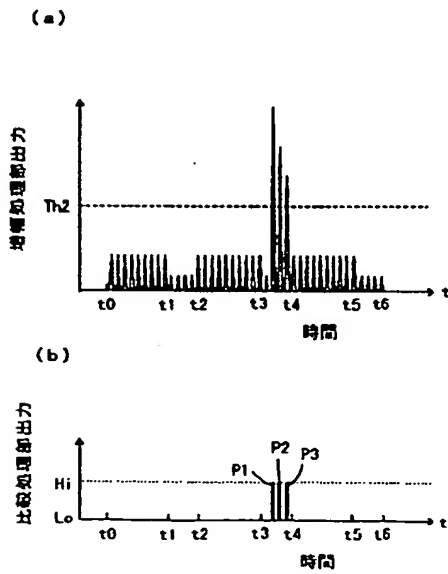 (a)
増幅処理部出力
Th2
t0 t1 t2 t3 t4 t5 t6 t
時間
(b)
比較処理部出力
P1 P2 P3
Hi
Lo
t0 t1 t2 t3 t4 t5 t6 t
時間